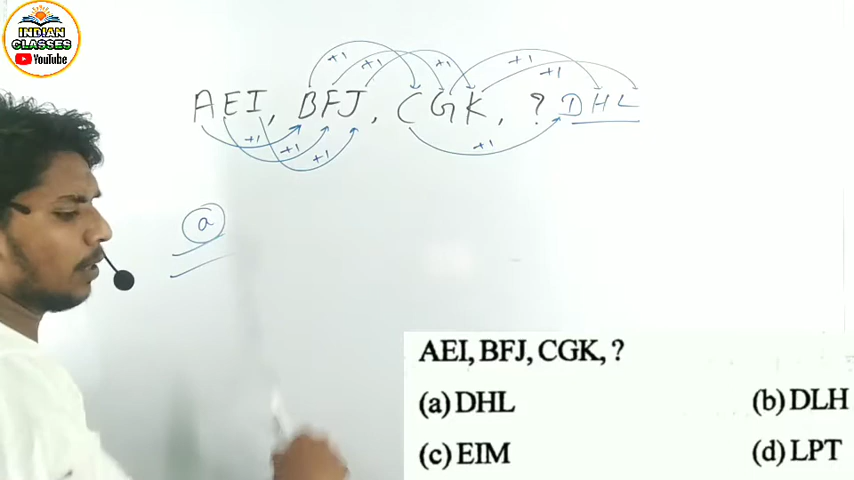 INDIAN
CLASSES
YouTube
+1 +1 +1 +1 +1
AEI, BFJ, CGK, ? DHL
+1 +1 +1 +1
a
AEI, BFJ, CGK, ?
(a) DHL (b) DLH
(c) EIM (d) LPT